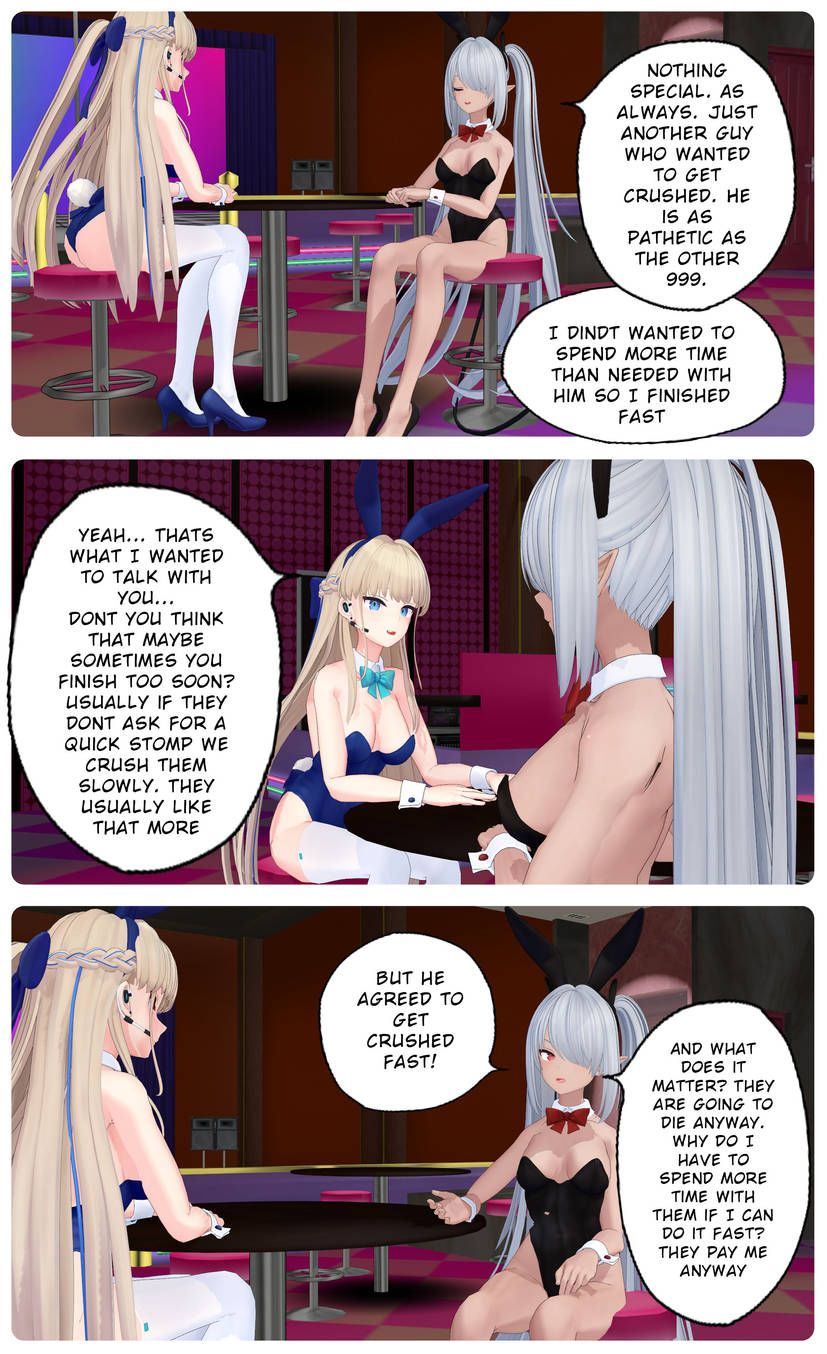 NOTHING
SPECIAL. AS
ALWAYS. JUST
ANOTHER GUY
WHO WANTED
TO GET
CRUSHED. HE
IS AS
PATHETIC AS
THE OTHER
999.
I DINDT WANTED TO
SPEND MORE TIME
THAN NEEDED WITH
HIM SO I FINISHED
FAST
YEAH... THATS
WHAT I WANTED
TO TALK WITH
YOU...
DONT YOU THINK
THAT MAYBE
SOMETIMES YOU
FINISH TOO SOON?
USUALLY IF THEY
DONT ASK FOR A
QUICK STOMP WE
CRUSH THEM
SLOWLY. THEY
USUALLY LIKE
THAT MORE
BUT HE
AGREED TO
GET
CRUSHED
FAST!
AND WHAT
DOES IT
MATTER? THEY
ARE GOING TO
DIE ANYWAY.
WHY DO I
HAVE TO
SPEND MORE
TIME WITH
THEM IF I CAN
DO IT FAST?
THEY PAY ME
ANYWAY